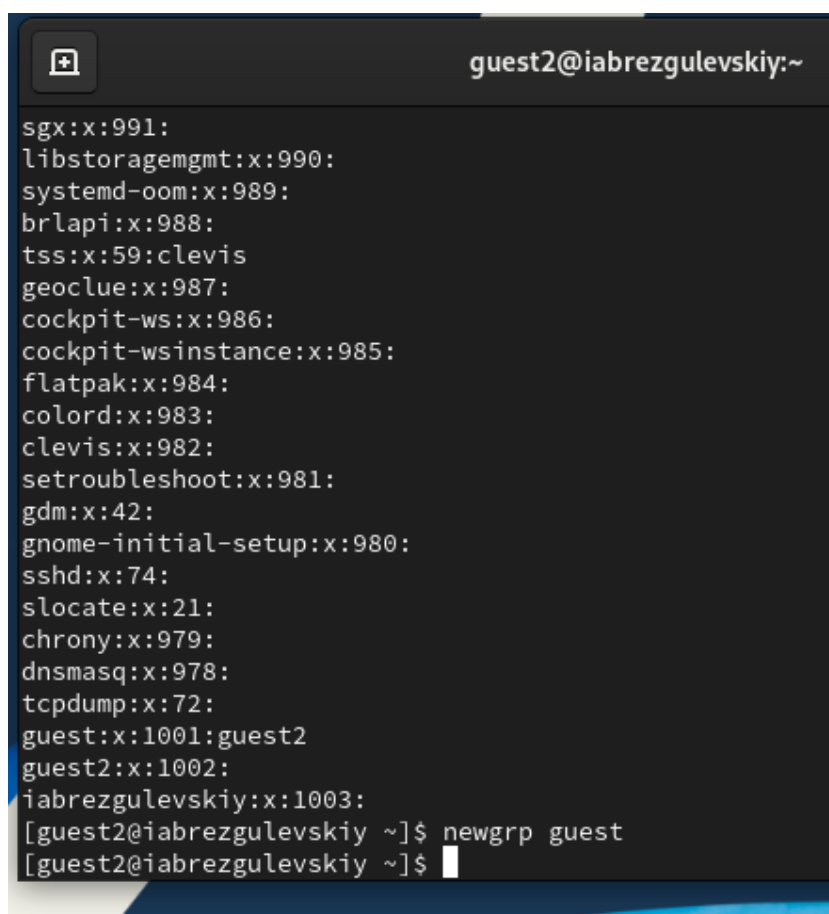 guest2@iabrezgulevskiy:~
sgx:x:991:
libstoragemgmt:x:990:
systemd-oom:x:989:
brlapi:x:988:
tss:x:59:clevis
geoclue:x:987:
cockpit-ws:x:986:
cockpit-wsinstance:x:985:
flatpak:x:984:
colord:x:983:
clevis:x:982:
setroubleshoot:x:981:
gdm:x:42:
gnome-initial-setup:x:980:
sshd:x:74:
slocate:x:21:
chrony:x:979:
dnsmasq:x:978:
tcpdump:x:72:
guest:x:1001:guest2
guest2:x:1002:
iabrezgulevskiy:x:1003:
[guest2@iabrezgulevskiy ~]$ newgrp guest
[guest2@iabrezgulevskiy ~]$